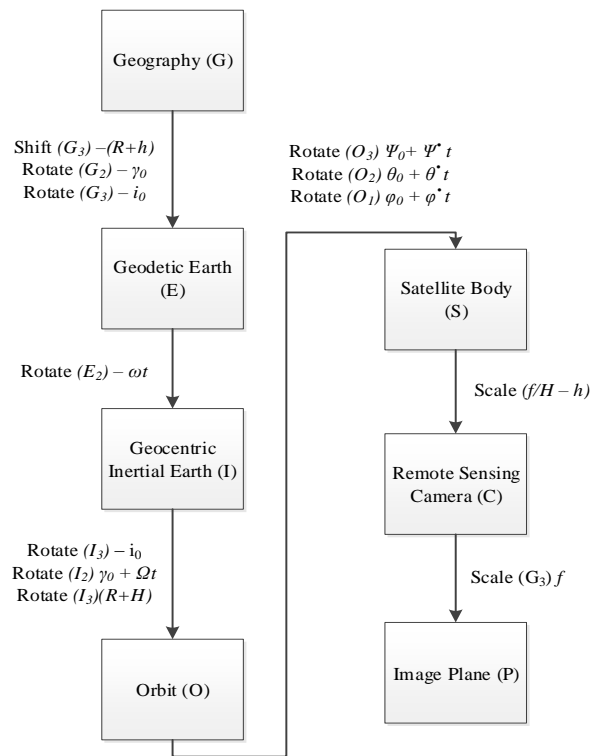 Geography (G)
Shift (G₃) –(R+h)
Rotate (G₂) – γ₀
Rotate (G₃) – i₀
Geodetic Earth
(E)
Rotate (E₂) – ωt
Geocentric
Inertial Earth (I)
Rotate (I₃) – i₀
Rotate (I₂) γ₀ + Ωt
Rotate (I₃)(R+H)
Orbit (O)
Rotate (O₃) Ψ₀ + Ψ• t
Rotate (O₂) θ₀ + θ• t
Rotate (O₁) φ₀ + φ• t
Satellite Body
(S)
Scale (f/H – h)
Remote Sensing
Camera (C)
Scale (G₃) f
Image Plane (P)